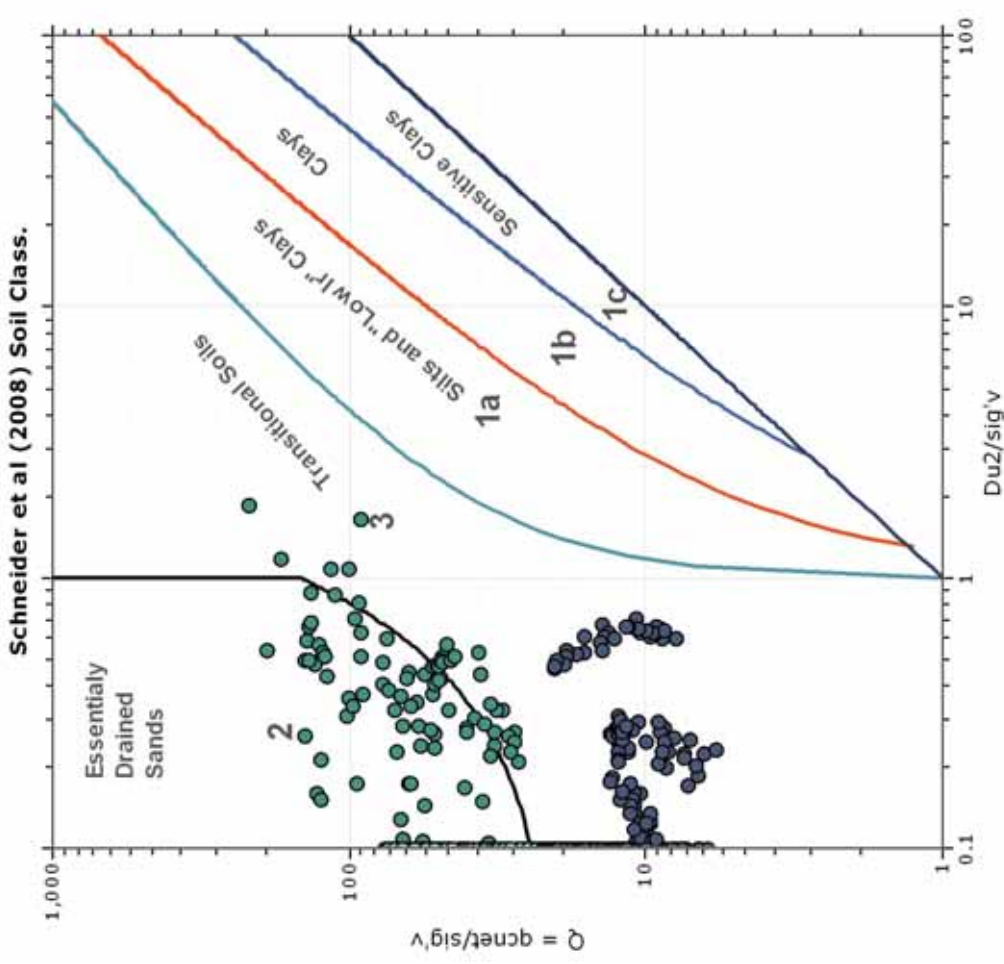 Schneider et al (2008) Soil Class.
1,000
100
10
1
Q = qcnet/sig'v
0.1
1
10
100
Du2/sig'v
Essentialy
Drained
Sands
2
3
Transitional Soils
Silts and "Low Ir" Clays
1a
Clays
1b
Sensitive Clays
1c